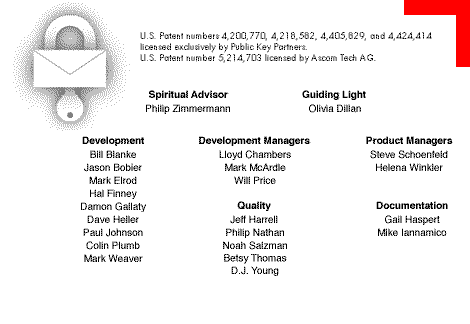 U.S. Patent numbers 4,200,770, 4,218,582, 4,405,829, and 4,424,414
licensed exclusively by Public Key Partners.
U.S. Patent number 5,214,703 licensed by Ascom Tech AG.
Spiritual Advisor
Philip Zimmermann
Guiding Light
Olivia Dillan
Development
Bill Blanke
Jason Bobier
Mark Elrod
Hal Finney
Damon Gallaty
Dave Heller
Paul Johnson
Colin Plumb
Mark Weaver
Development Managers
Lloyd Chambers
Mark McArdle
Will Price
Quality
Jeff Harrell
Philip Nathan
Noah Salzman
Betsy Thomas
D.J. Young
Product Managers
Steve Schoenfeld
Helena Winkler
Documentation
Gail Haspert
Mike Iannamico